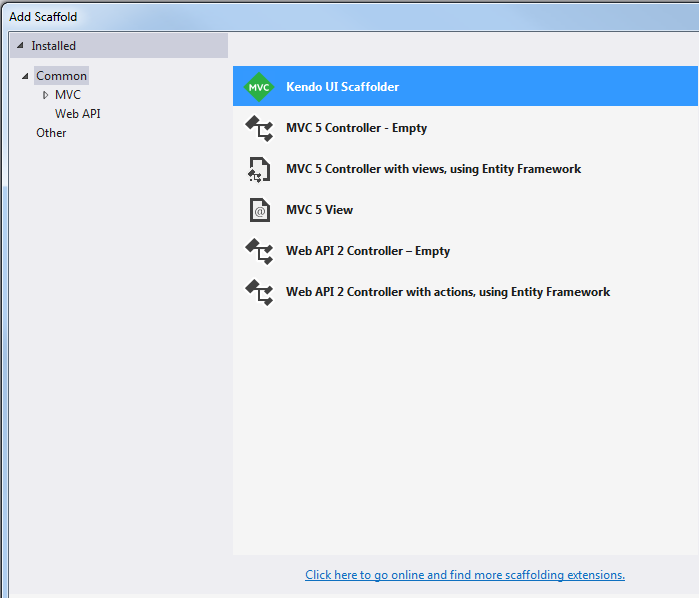 Add Scaffold
Installed
Common
MVC
Web API
Other
MVC Kendo UI Scaffolder
MVC 5 Controller - Empty
MVC 5 Controller with views, using Entity Framework
@ MVC 5 View
Web API 2 Controller – Empty
Web API 2 Controller with actions, using Entity Framework
Click here to go online and find more scaffolding extensions.